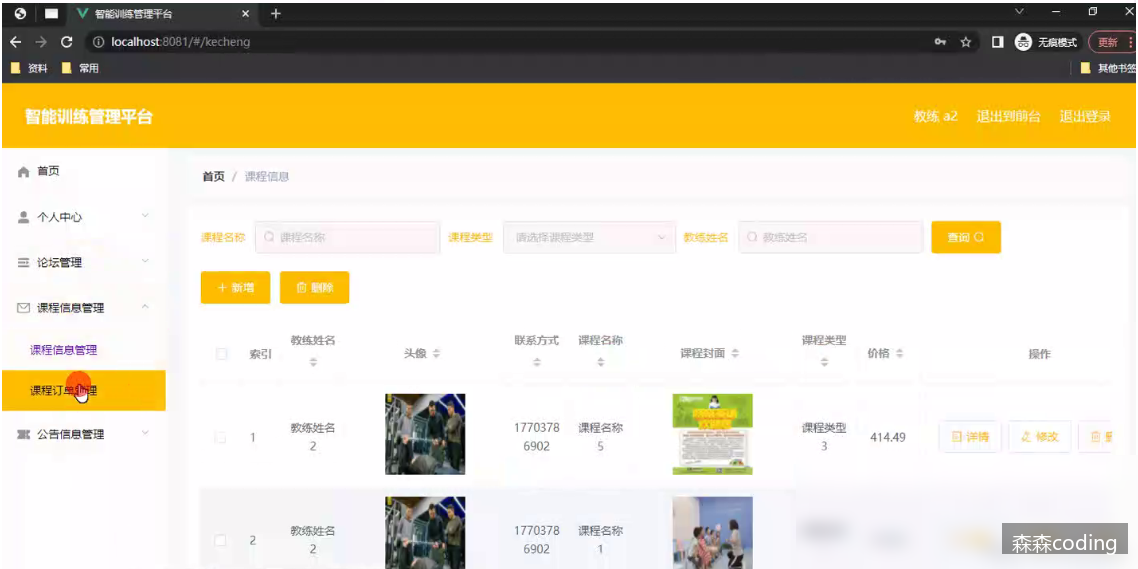 智能训练管理平台
localhost:8081/#/kecheng
无痕模式
更新
资料
常用
其他书签
智能训练管理平台
教练 a2
退出到前台
退出登录
首页
个人中心
论坛管理
课程信息管理
课程信息管理
课程订单管理
公告信息管理
首页 / 课程信息
课程名称
课程名称
课程类型
请选择课程类型
教练姓名
教练姓名
查询
新增
删除
索引
教练姓名
头像
联系方式
课程名称
课程封面
课程类型
价格
操作
1
教练姓名
2
1770378
6902
课程名称
5
课程类型
3
414.49
详情
修改
2
教练姓名
2
1770378
6902
课程名称
1
森森coding